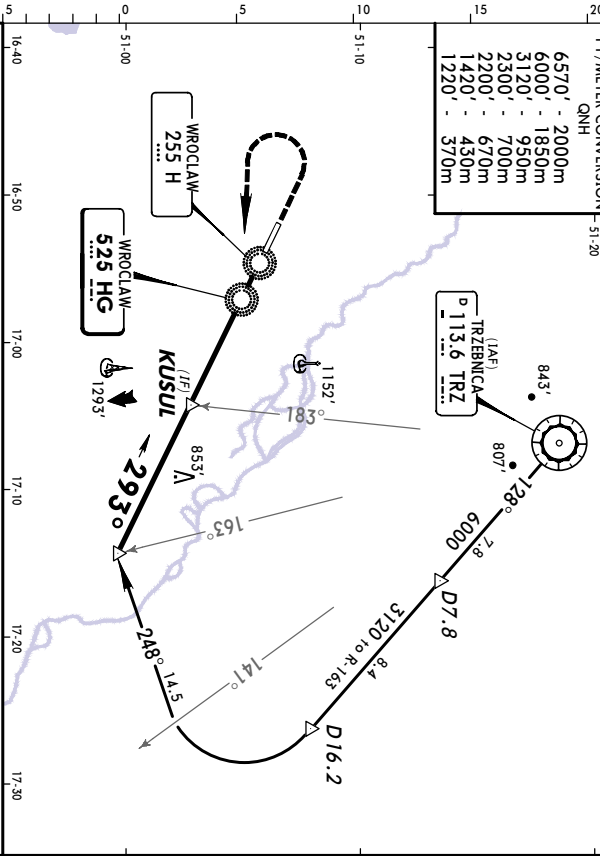 5
0
5
10
15
20
16-40
16-50
17-00
17-10
17-20
17-30
51-00
51-10
51-20
FT/METER CONVERSION
QNH
6570' - 2000m
6000' - 1850m
3120' - 950m
2300' - 700m
2200' - 670m
1420' - 430m
1220' - 370m
(IAF)
TRZEBNICA
D 113.6 TRZ
843'
807'
128°
6000
7.8
D7.8
3120 to R-163
8.4
D16.2
141°
163°
183°
248°
14.5
293°
(IF)
KUSUL
853'
1152'
1293'
WROCLAW
525 HG
WROCLAW
255 H